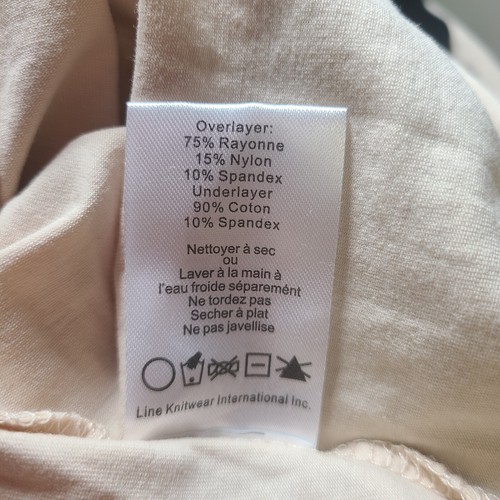 Overlayer:
75% Rayonne
15% Nylon
10% Spandex
Underlayer
90% Coton
10% Spandex
Nettoyer à sec
ou
Laver à la main à
l'eau froide séparément
Ne tordez pas
Secher à plat
Ne pas javellise
Line Knitwear International Inc.